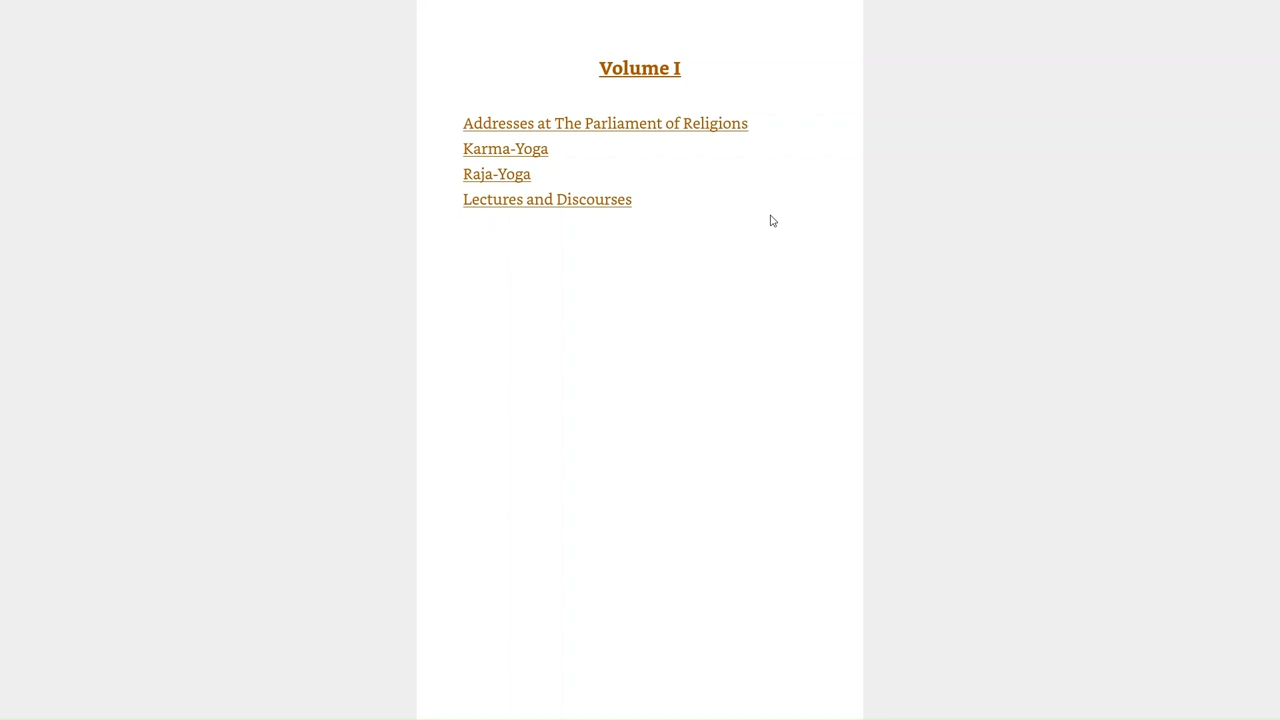 Volume I
Addresses at The Parliament of Religions
Karma-Yoga
Raja-Yoga
Lectures and Discourses